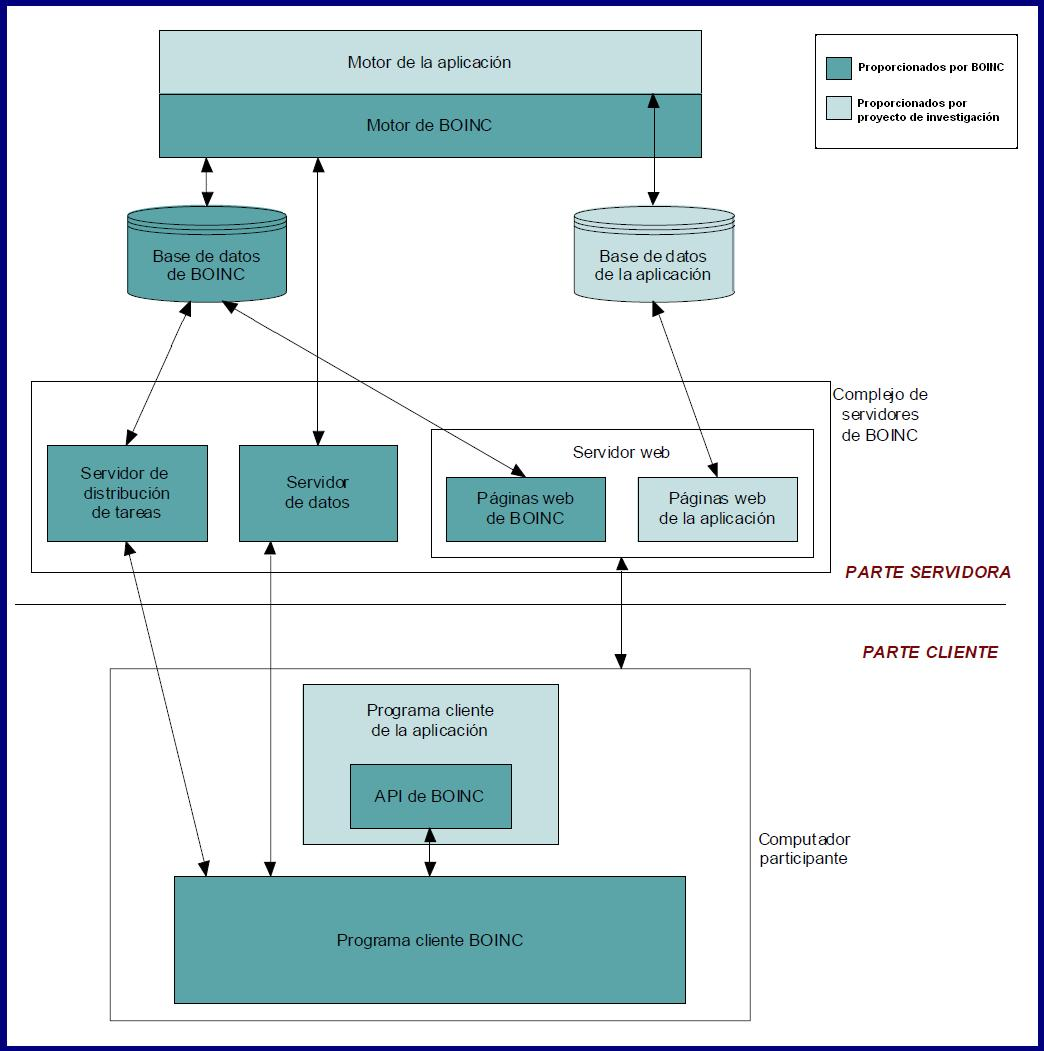 Motor de la aplicación
Motor de BOINC
Proporcionados por BOINC
Proporcionados por
proyecto de investigación
Base de datos
de BOINC
Base de datos
de la aplicación
Complejo de
servidores
de BOINC
Servidor de
distribución
de tareas
Servidor
de datos
Servidor web
Páginas web
de BOINC
Páginas web
de la aplicación
PARTE SERVIDORA
PARTE CLIENTE
Programa cliente
de la aplicación
API de BOINC
Computador
participante
Programa cliente BOINC